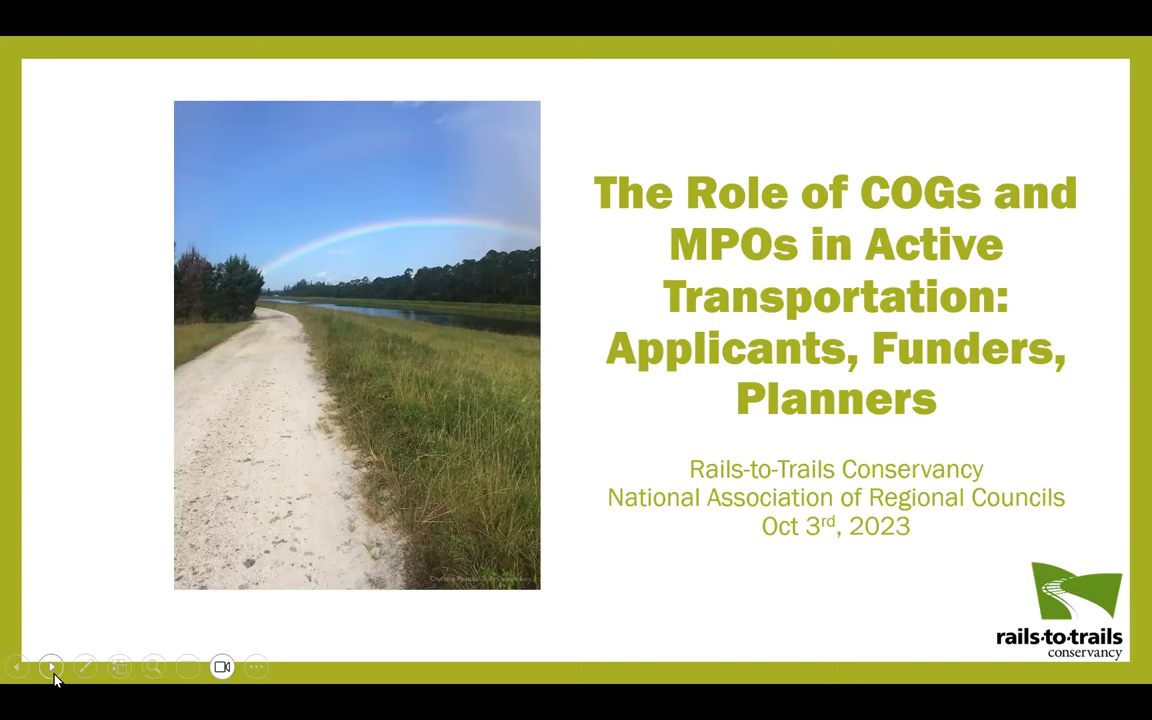 The Role of COGs and
MPOs in Active
Transportation:
Applicants, Funders,
Planners
Rails-to-Trails Conservancy
National Association of Regional Councils
Oct 3rd, 2023
rails·to·trails
conservancy